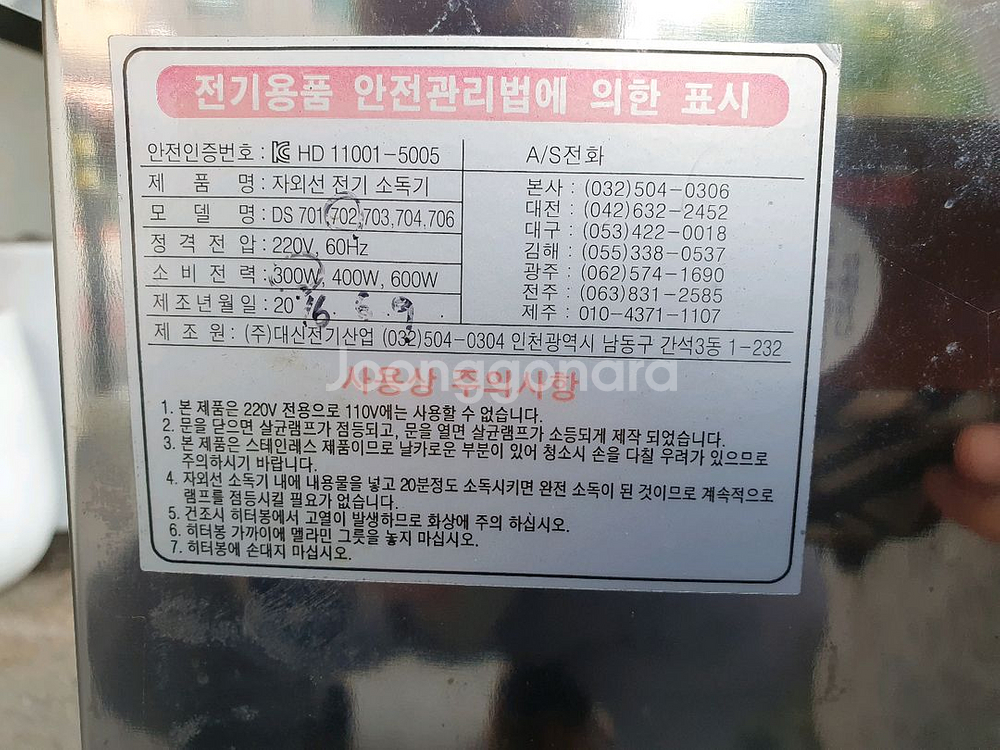 전기용품 안전관리법에 의한 표시
안전인증번호 : HD 11001-5005
제 품 명 : 자외선 전기 소독기
모 델 명 : DS 701,702,703,704,706
정 격 전 압 : 220V, 60Hz
소 비 전 력 : 300W, 400W, 600W
제조년월일 : 2016. 6. 9.
A/S전화
본사 : (032)504-0306
대전 : (042)632-2452
대구 : (053)422-0018
김해 : (055)338-0537
광주 : (062)574-1690
전주 : (063)831-2585
제주 : 010-4371-1107
제 조 원 : (주)대신전기산업 (032)504-0304 인천광역시 남동구 간석3동 1-232
Joonggonara
사용상 주의사항
1. 본 제품은 220V 전용으로 110V에는 사용할 수 없습니다.
2. 문을 닫으면 살균램프가 점등되고, 문을 열면 살균램프가 소등되게 제작 되었습니다.
3. 본 제품은 스테인레스 제품이므로 날카로운 부분이 있어 청소시 손을 다칠 우려가 있으므로
주의하시기 바랍니다.
4. 자외선 소독기 내에 내용물을 넣고 20분정도 소독시키면 완전 소독이 된 것이므로 계속적으로
램프를 점등시킬 필요가 없습니다.
5. 건조시 히터봉에서 고열이 발생하므로 화상에 주의 하십시오.
6. 히터봉 가까이에 멜라민 그릇을 놓지 마십시오.
7. 히터봉에 손대지 마십시오.